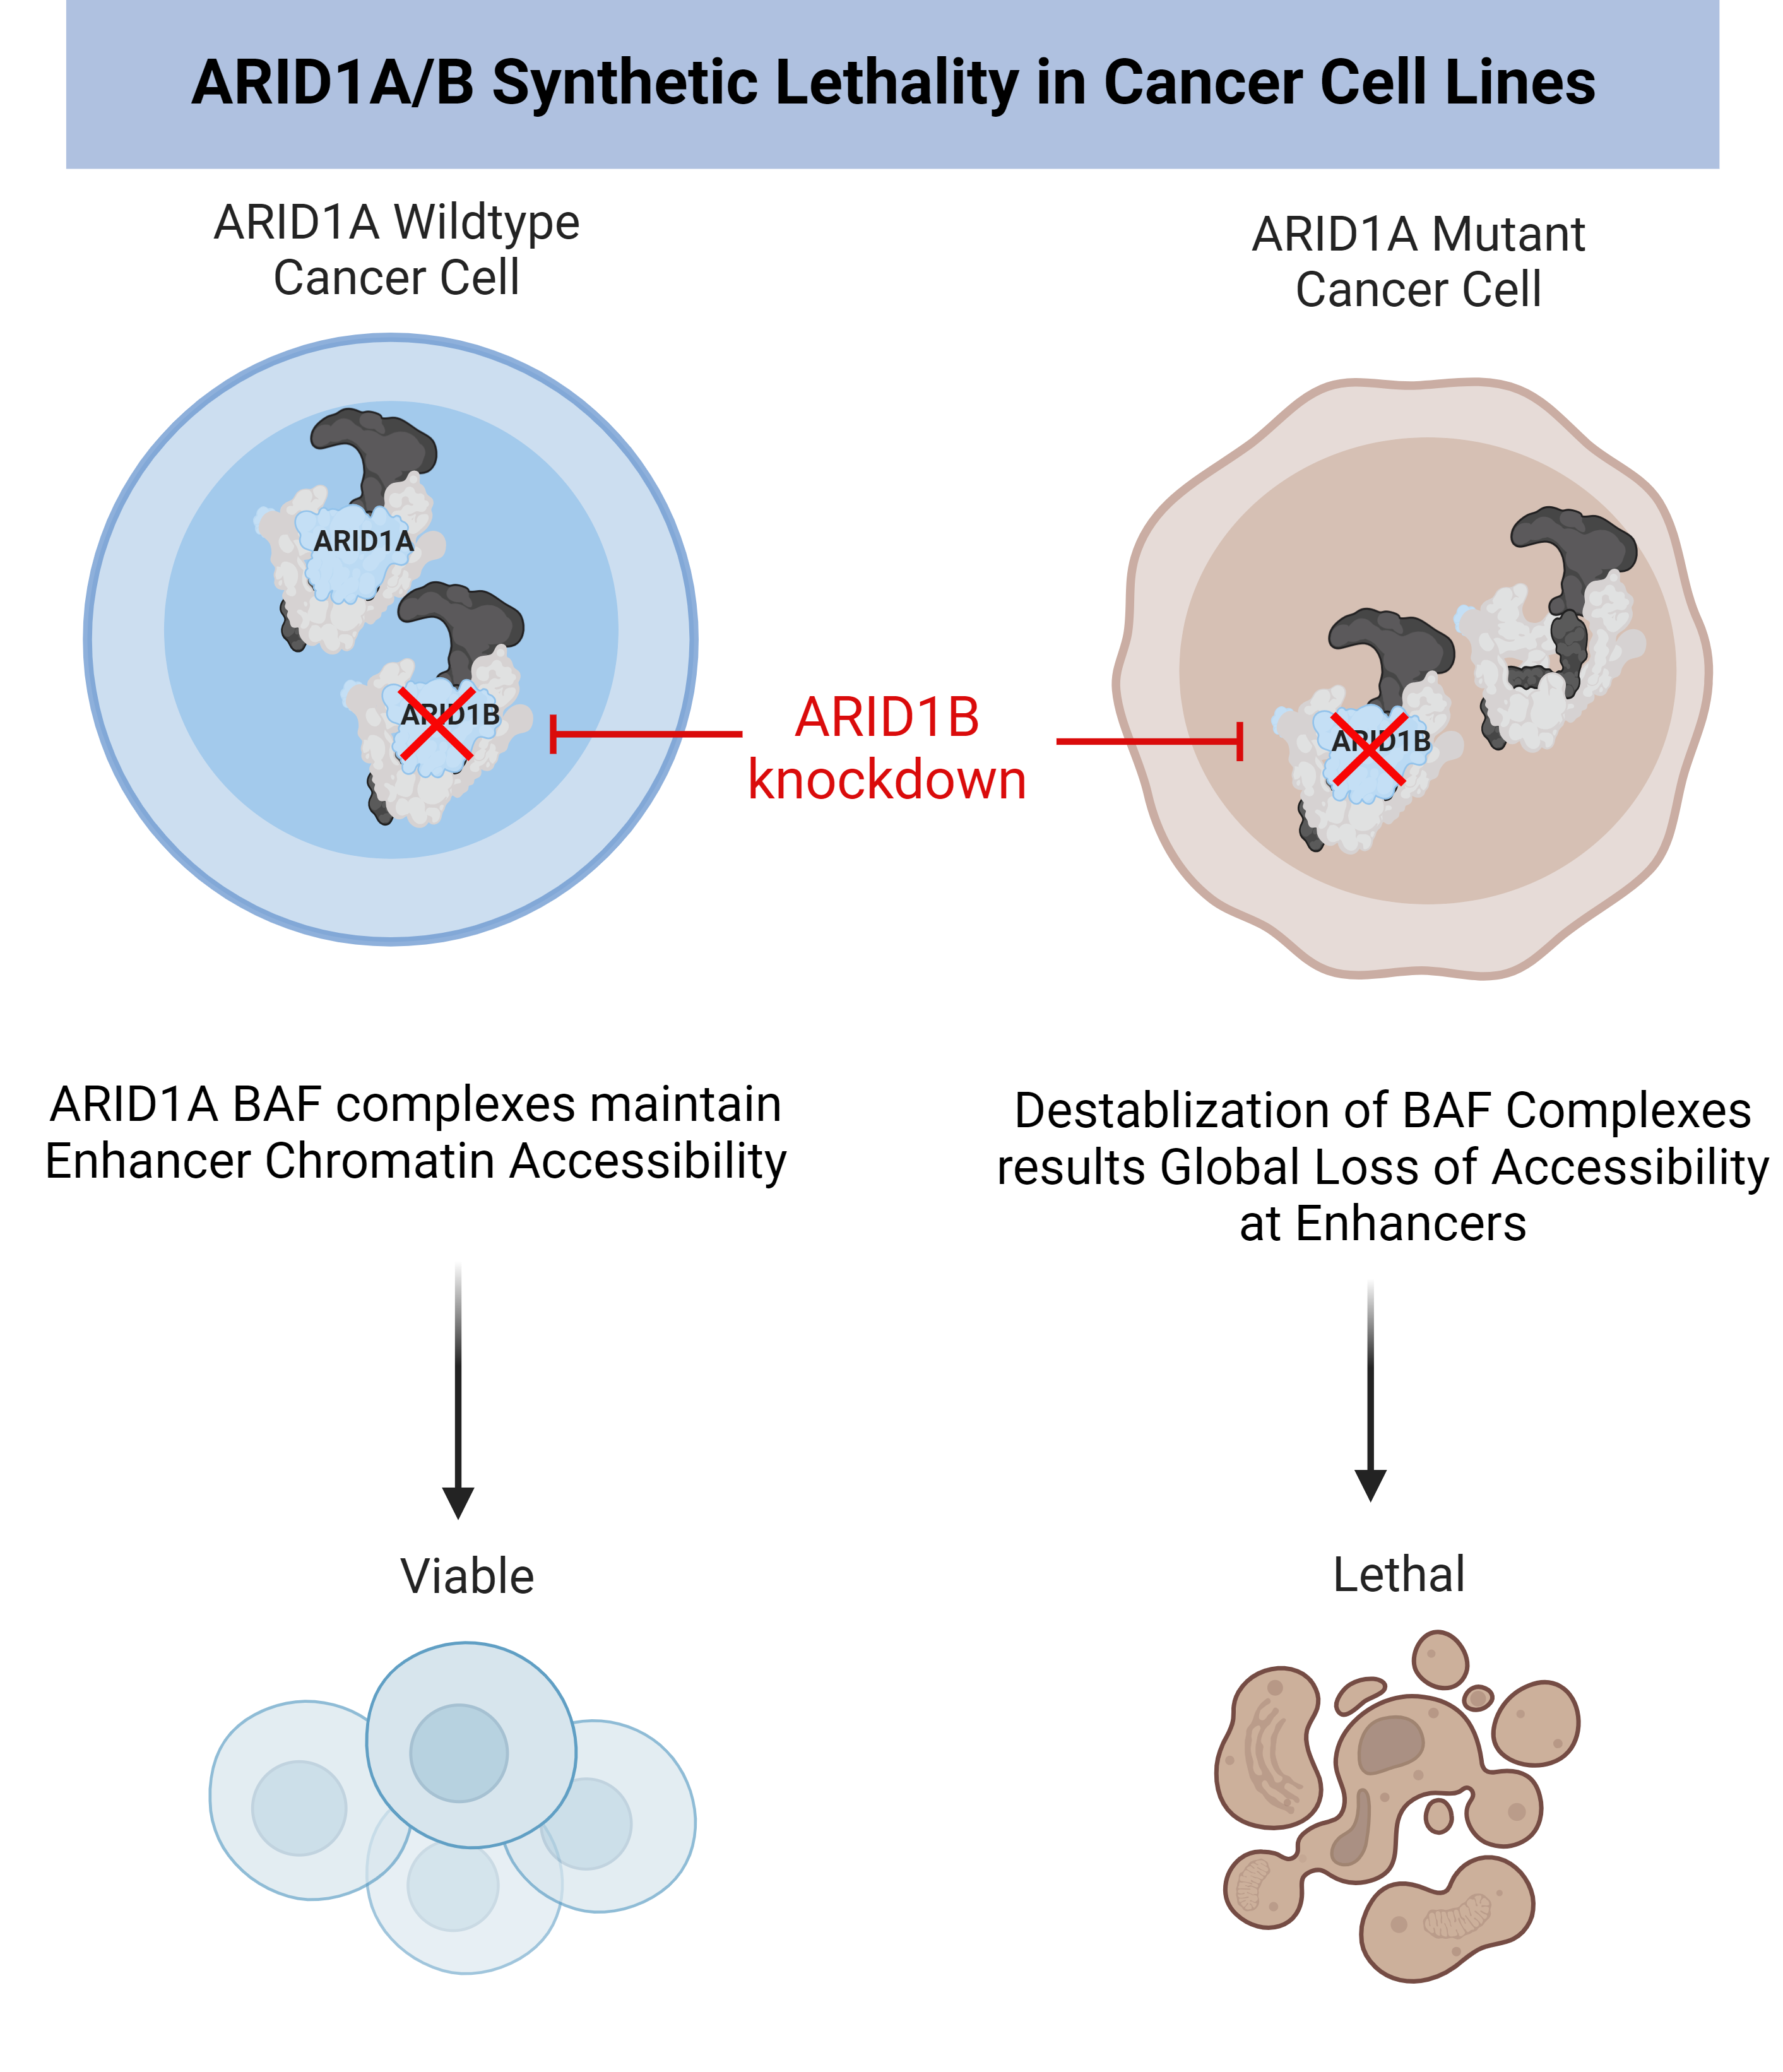 ARID1A/B Synthetic Lethality in Cancer Cell Lines
ARID1A Wildtype
Cancer Cell
ARID1A Mutant
Cancer Cell
ARID1A
ARID1B
ARID1B
knockdown
ARID1B
ARID1A BAF complexes maintain
Enhancer Chromatin Accessibility
Destablization of BAF Complexes
results Global Loss of Accessibility
at Enhancers
Viable
Lethal